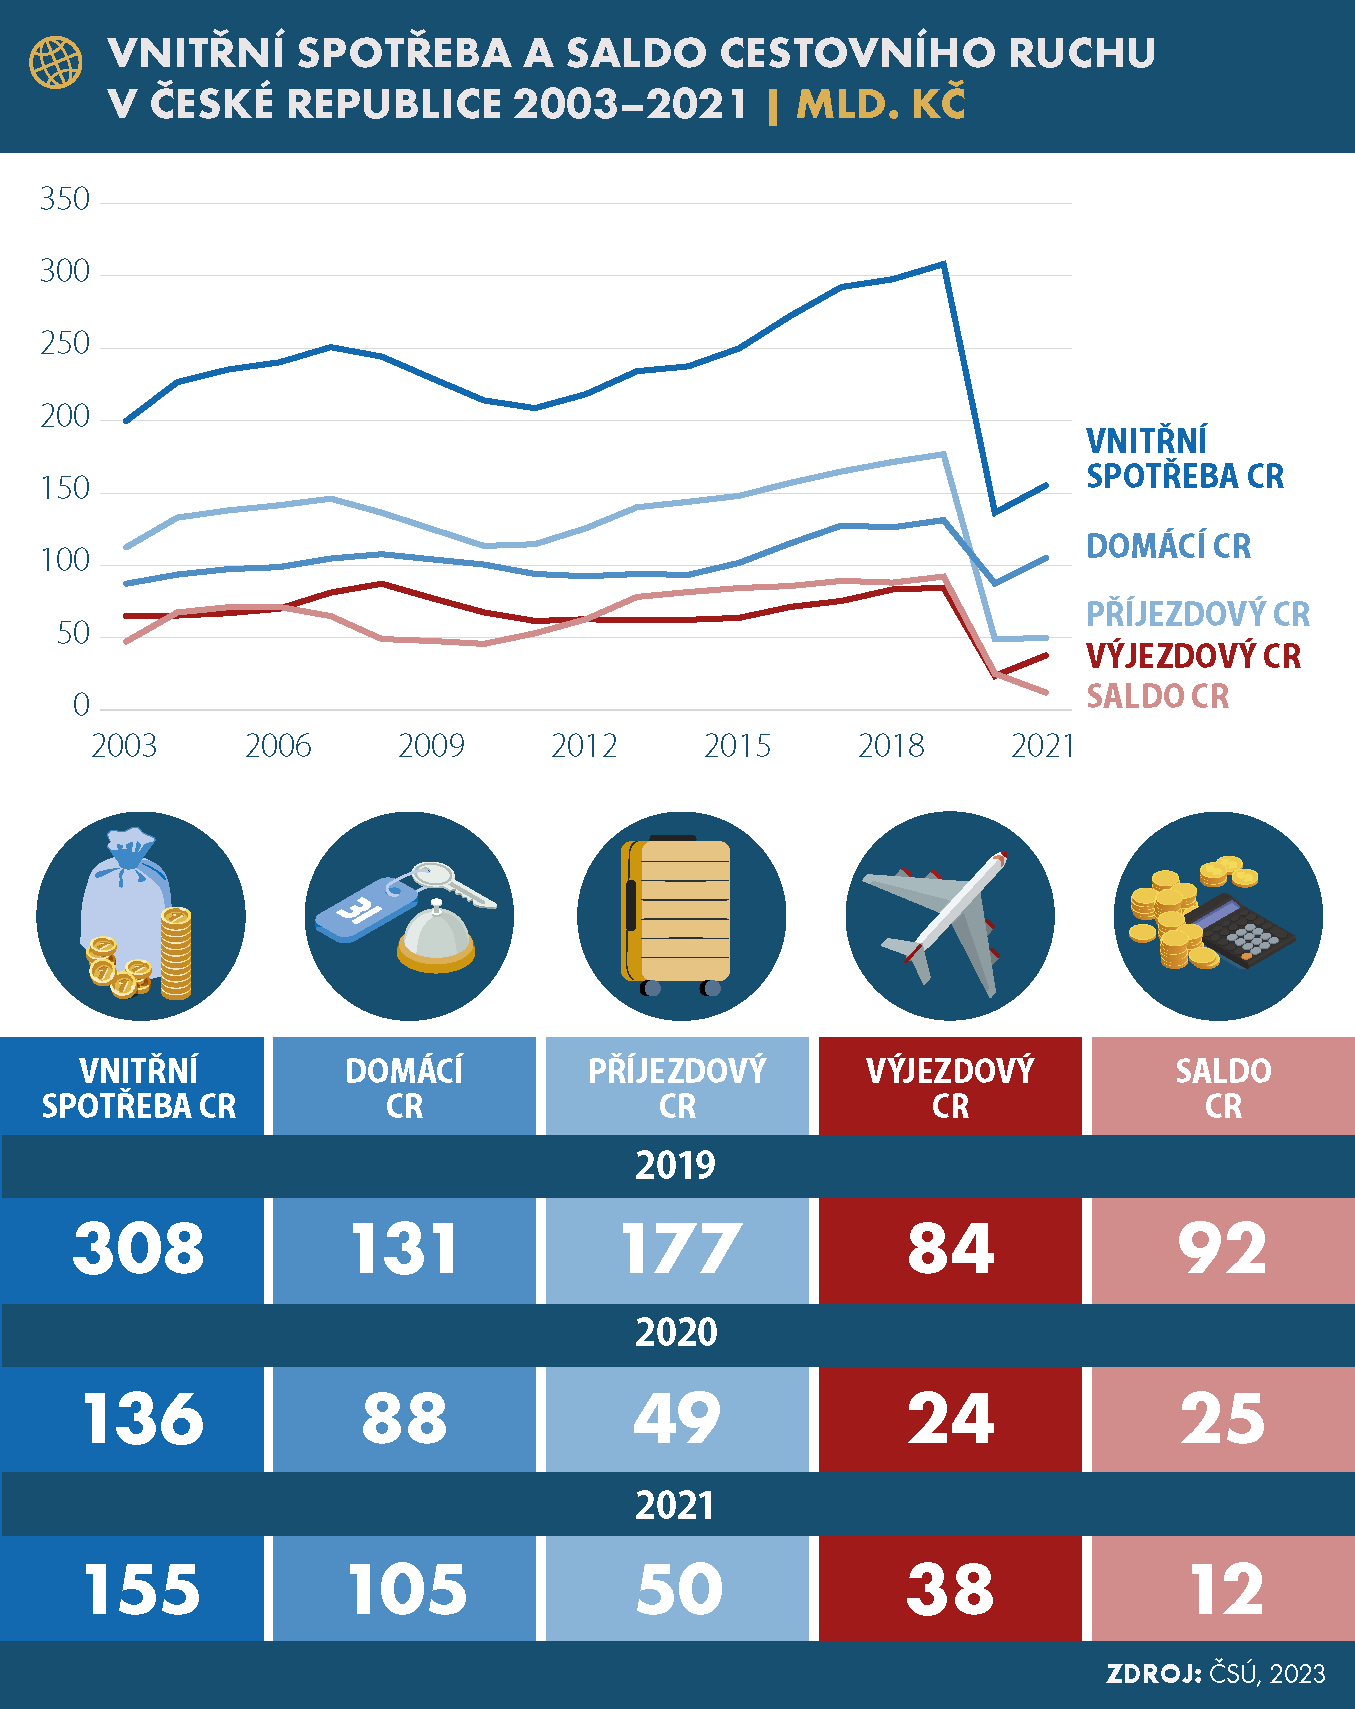 VNITŘNÍ SPOTŘEBA A SALDO CESTOVNÍHO RUCHU
V ČESKÉ REPUBLICE 2003–2021 | MLD. KČ
350
300
250
200
150
100
50
0
2003 2006 2009 2012 2015 2018 2021
VNITŘNÍ
SPOTŘEBA CR
DOMÁCÍ CR
PŘÍJEZDOVÝ CR
VÝJEZDOVÝ CR
SALDO CR
31
VNITŘNÍ
SPOTŘEBA CR
DOMÁCÍ
CR
PŘÍJEZDOVÝ
CR
VÝJEZDOVÝ
CR
SALDO
CR
2019
308 131 177 84 92
2020
136 88 49 24 25
2021
155 105 50 38 12
ZDROJ: ČSÚ, 2023